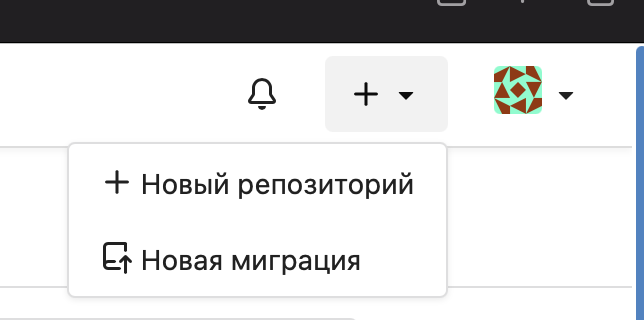 Новый репозиторий
Новая миграция